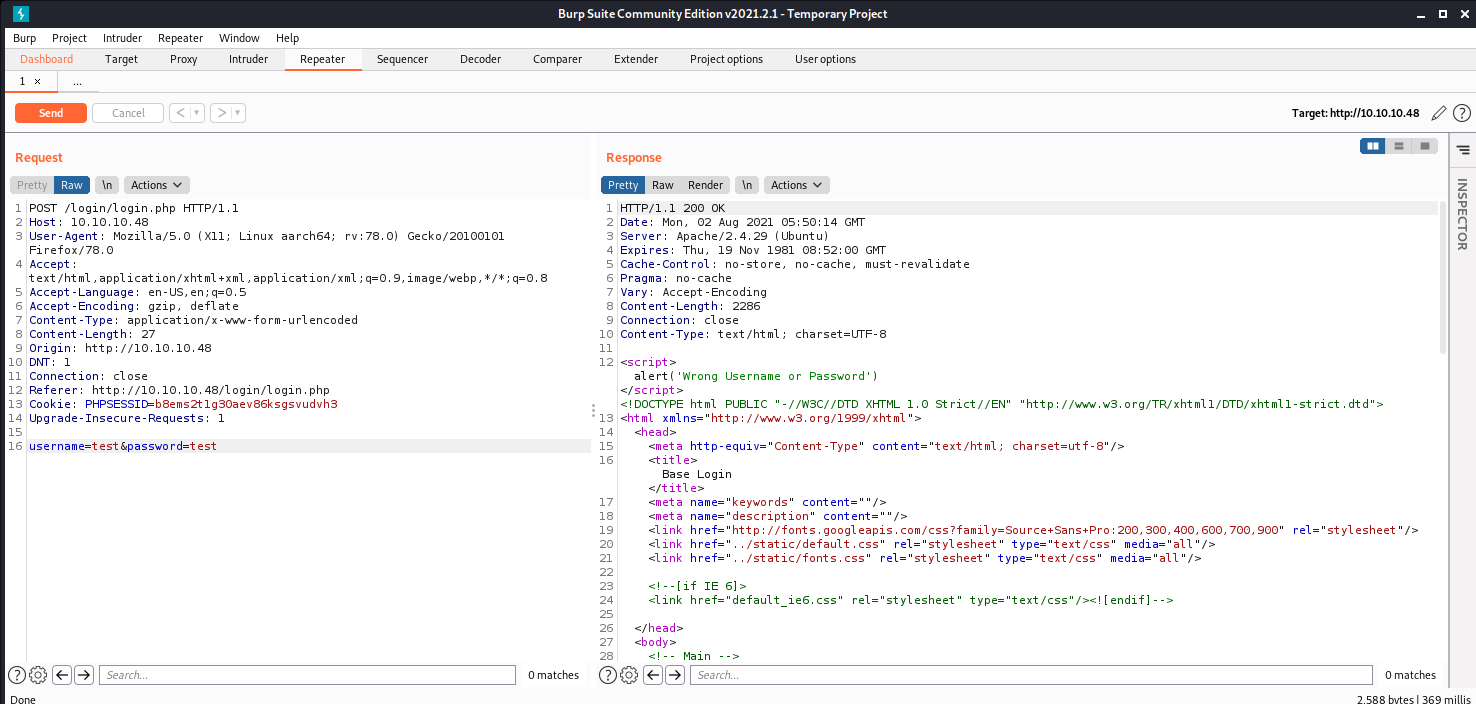 Burp Suite Community Edition v2021.2.1 - Temporary Project
Burp Project Intruder Repeater Window Help
Dashboard Target Proxy Intruder Repeater Sequencer Decoder Comparer Extender Project options User options
1 × ...
Send Cancel < > Target: http://10.10.10.48 ?
Request
Pretty Raw \n Actions
1 POST /login/login.php HTTP/1.1
2 Host: 10.10.10.48
3 User-Agent: Mozilla/5.0 (X11; Linux aarch64; rv:78.0) Gecko/20100101
Firefox/78.0
4 Accept:
text/html,application/xhtml+xml,application/xml;q=0.9,image/webp,*/*;q=0.8
5 Accept-Language: en-US,en;q=0.5
6 Accept-Encoding: gzip, deflate
7 Content-Type: application/x-www-form-urlencoded
8 Content-Length: 27
9 Origin: http://10.10.10.48
10 DNT: 1
11 Connection: close
12 Referer: http://10.10.10.48/login/login.php
13 Cookie: PHPSESSID=b8ems2tlg30aev86ksgsvudvh3
14 Upgrade-Insecure-Requests: 1
15
16 username=test&password=test
? Search... 0 matches
Response
Pretty Raw Render \n Actions
1 HTTP/1.1 200 OK
2 Date: Mon, 02 Aug 2021 05:50:14 GMT
3 Server: Apache/2.4.29 (Ubuntu)
4 Expires: Thu, 19 Nov 1981 08:52:00 GMT
5 Cache-Control: no-store, no-cache, must-revalidate
6 Pragma: no-cache
7 Vary: Accept-Encoding
8 Content-Length: 2286
9 Connection: close
10 Content-Type: text/html; charset=UTF-8
11
12 <script>
alert('Wrong Username or Password')
</script>
<!DOCTYPE html PUBLIC "-//W3C//DTD XHTML 1.0 Strict//EN" "http://www.w3.org/TR/xhtml1/DTD/xhtml1-strict.dtd">
13 <html xmlns="http://www.w3.org/1999/xhtml">
14 <head>
15 <meta http-equiv="Content-Type" content="text/html; charset=utf-8"/>
16 <title>
Base Login
</title>
17 <meta name="keywords" content=""/>
18 <meta name="description" content=""/>
19 <link href="http://fonts.googleapis.com/css?family=Source+Sans+Pro:200,300,400,600,700,900" rel="stylesheet"/>
20 <link href="../static/default.css" rel="stylesheet" type="text/css" media="all"/>
21 <link href="../static/fonts.css" rel="stylesheet" type="text/css" media="all"/>
22
23 <!--[if IE 6]>
24 <link href="default_ie6.css" rel="stylesheet" type="text/css"/><![endif]-->
25
26 </head>
27 <body>
28 <!-- Main -->
? Search... 0 matches
INSPECTOR
Done
2,588 bytes | 369 millis